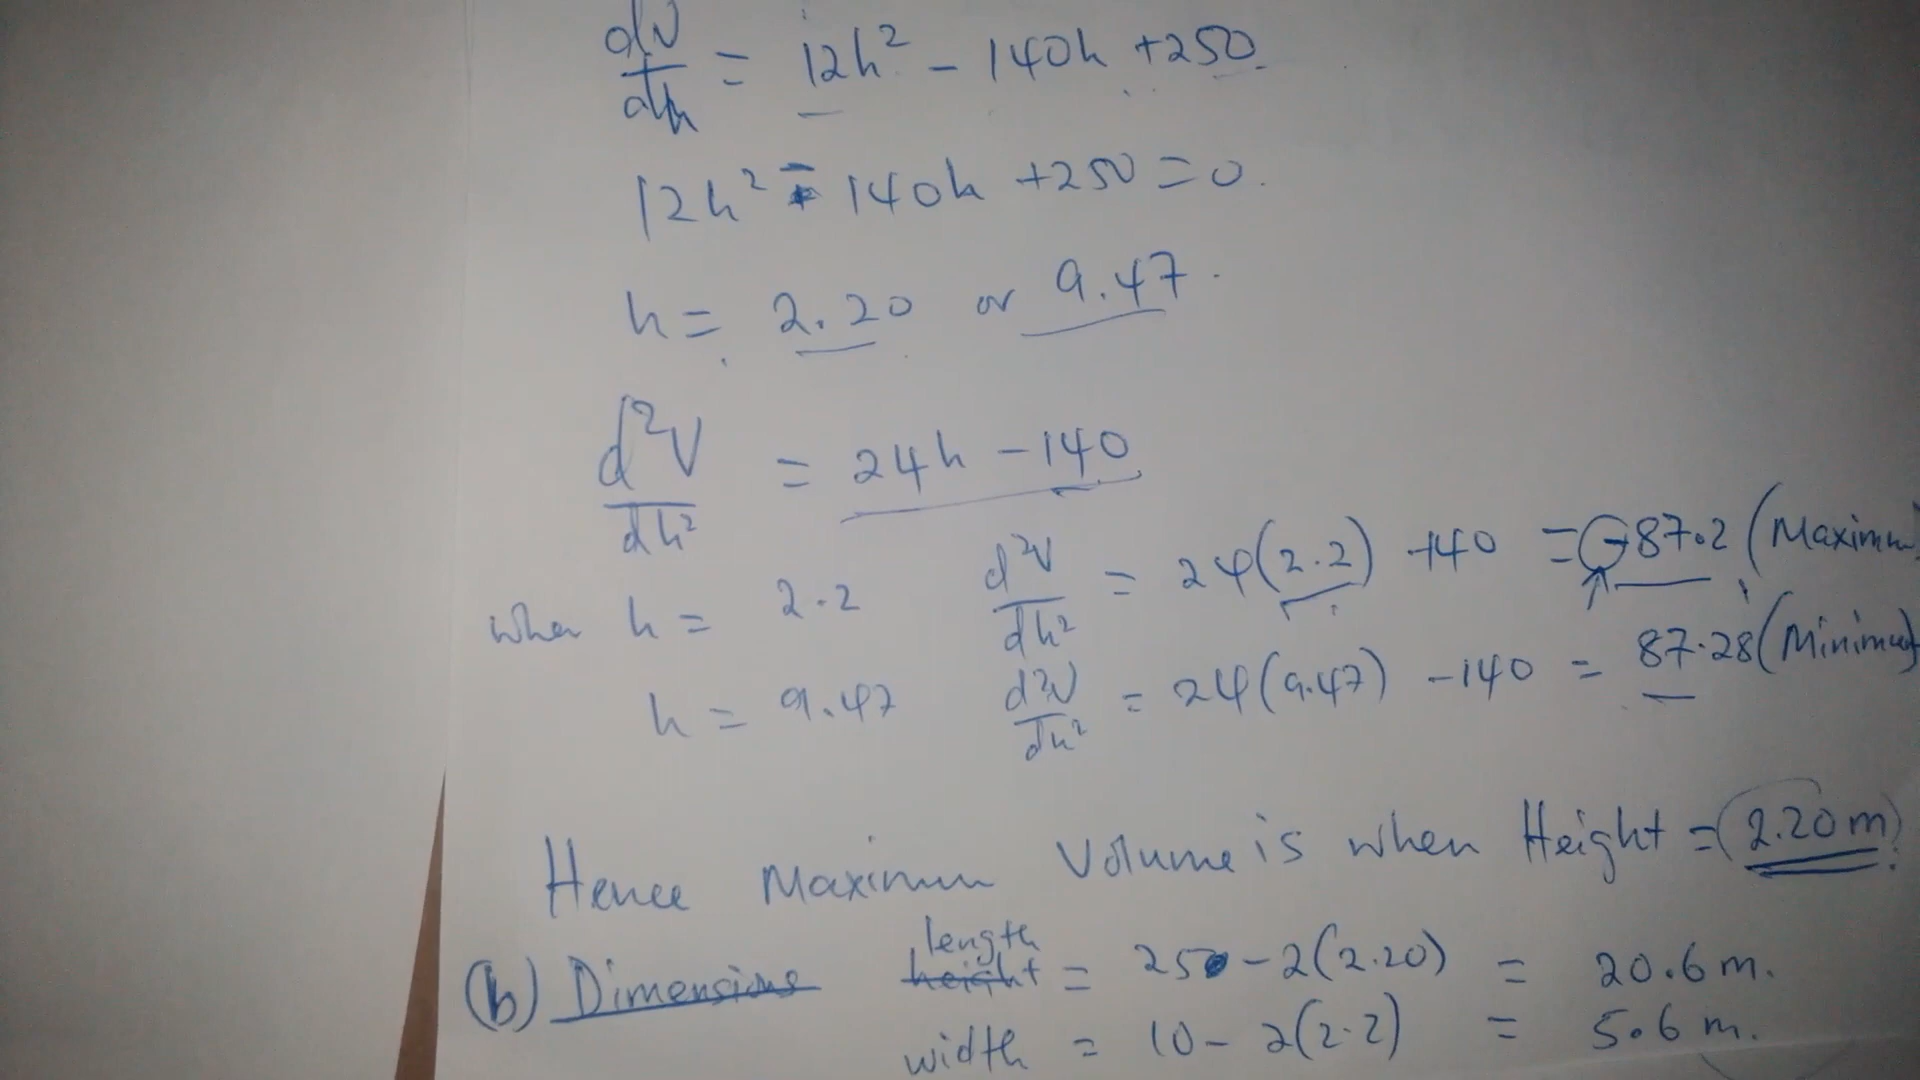 dV/dh = 12h² - 140h + 250
12h² - 140h + 250 = 0.
h = 2.20 or 9.47.
d²V/dh² = 24h - 140
when h = 2.2 d²V/dh² = 24(2.2) - 140 = -87.2 (Maximum)
h = 9.47 d²V/dh² = 24(9.47) - 140 = 87.28 (Minimum)
Hence Maximum Volume is when Height = 2.20m.
(b) Dimensions length
height = 25 - 2(2.20) = 20.6 m.
width = 10 - 2(2.2) = 5.6 m.